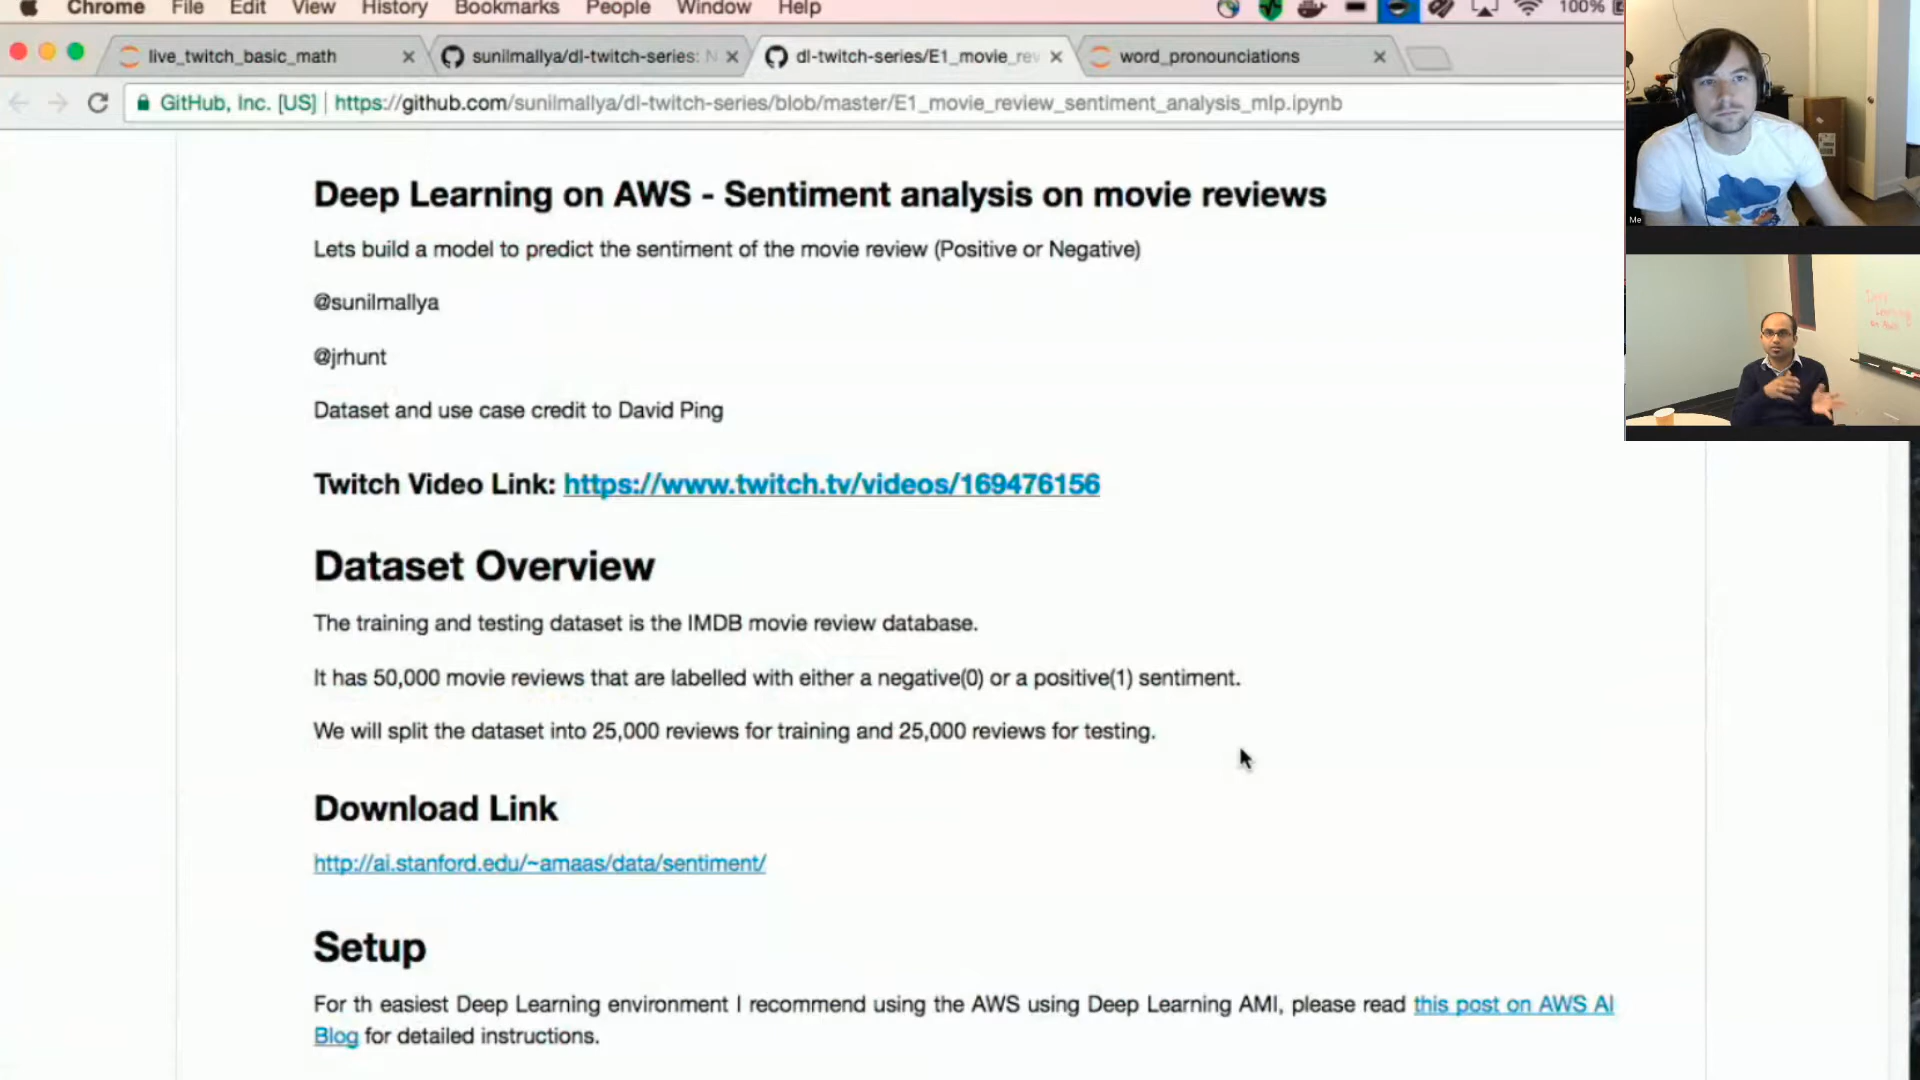 Chrome File Edit View History Bookmarks People Window Help 100%
live_twitch_basic_math sunilmallya/dl-twitch-series: N dl-twitch-series/E1_movie_rev word_pronounciations
GitHub, Inc. [US] | https://github.com/sunilmallya/dl-twitch-series/blob/master/E1_movie_review_sentiment_analysis_mlp.ipynb
Me
Deep
Learning
on AWS
Deep Learning on AWS - Sentiment analysis on movie reviews
Lets build a model to predict the sentiment of the movie review (Positive or Negative)
@sunilmallya
@jrhunt
Dataset and use case credit to David Ping
Twitch Video Link: https://www.twitch.tv/videos/169476156
Dataset Overview
The training and testing dataset is the IMDB movie review database.
It has 50,000 movie reviews that are labelled with either a negative(0) or a positive(1) sentiment.
We will split the dataset into 25,000 reviews for training and 25,000 reviews for testing.
Download Link
http://ai.stanford.edu/~amaas/data/sentiment/
Setup
For th easiest Deep Learning environment I recommend using the AWS using Deep Learning AMI, please read this post on AWS AI
Blog for detailed instructions.